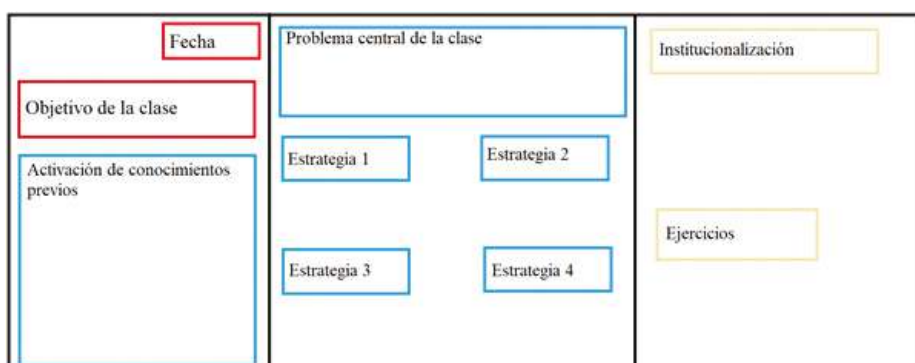 Fecha
Objetivo de la clase
Activación de conocimientos
previos
Problema central de la clase
Estrategia 1
Estrategia 2
Estrategia 3
Estrategia 4
Institucionalización
Ejercicios